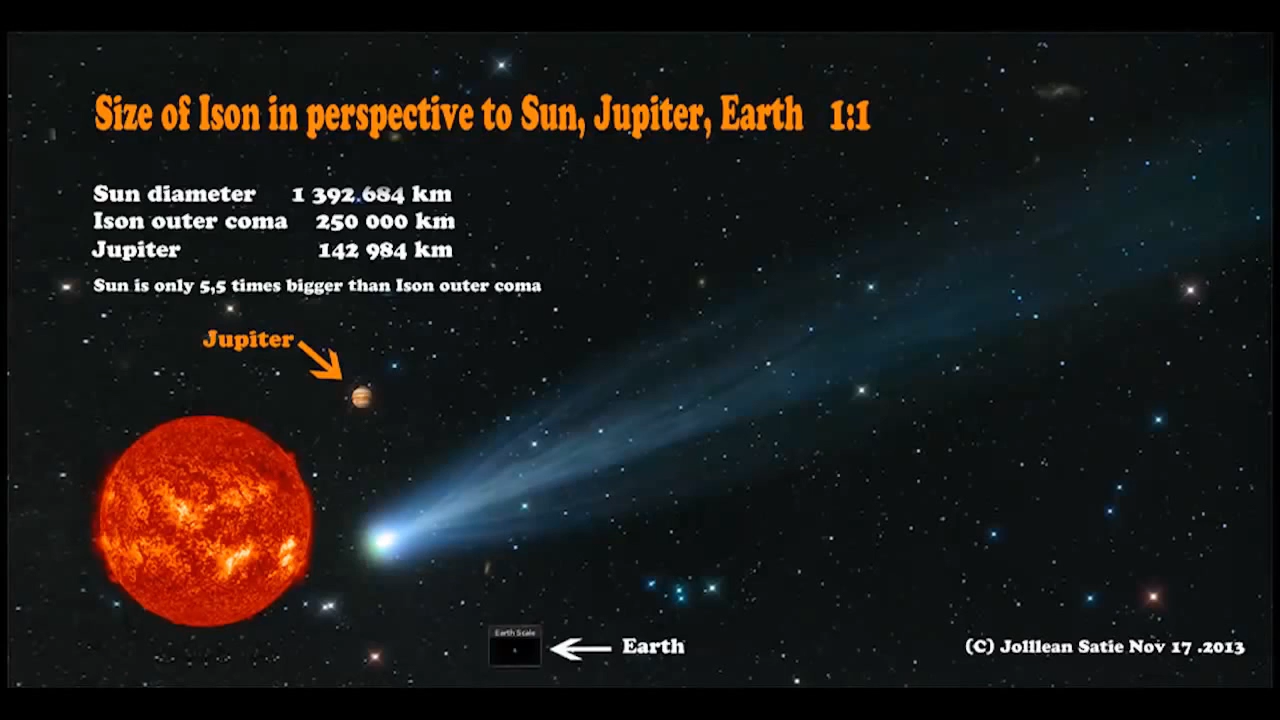 Size of Ison in perspective to Sun, Jupiter, Earth 1:1
Sun diameter 1 392.684 km
Ison outer coma 250 000 km
Jupiter 142 984 km
Sun is only 5,5 times bigger than Ison outer coma
Jupiter
Earth Scale
Earth
(C) Jolllean Satie Nov 17 .2013